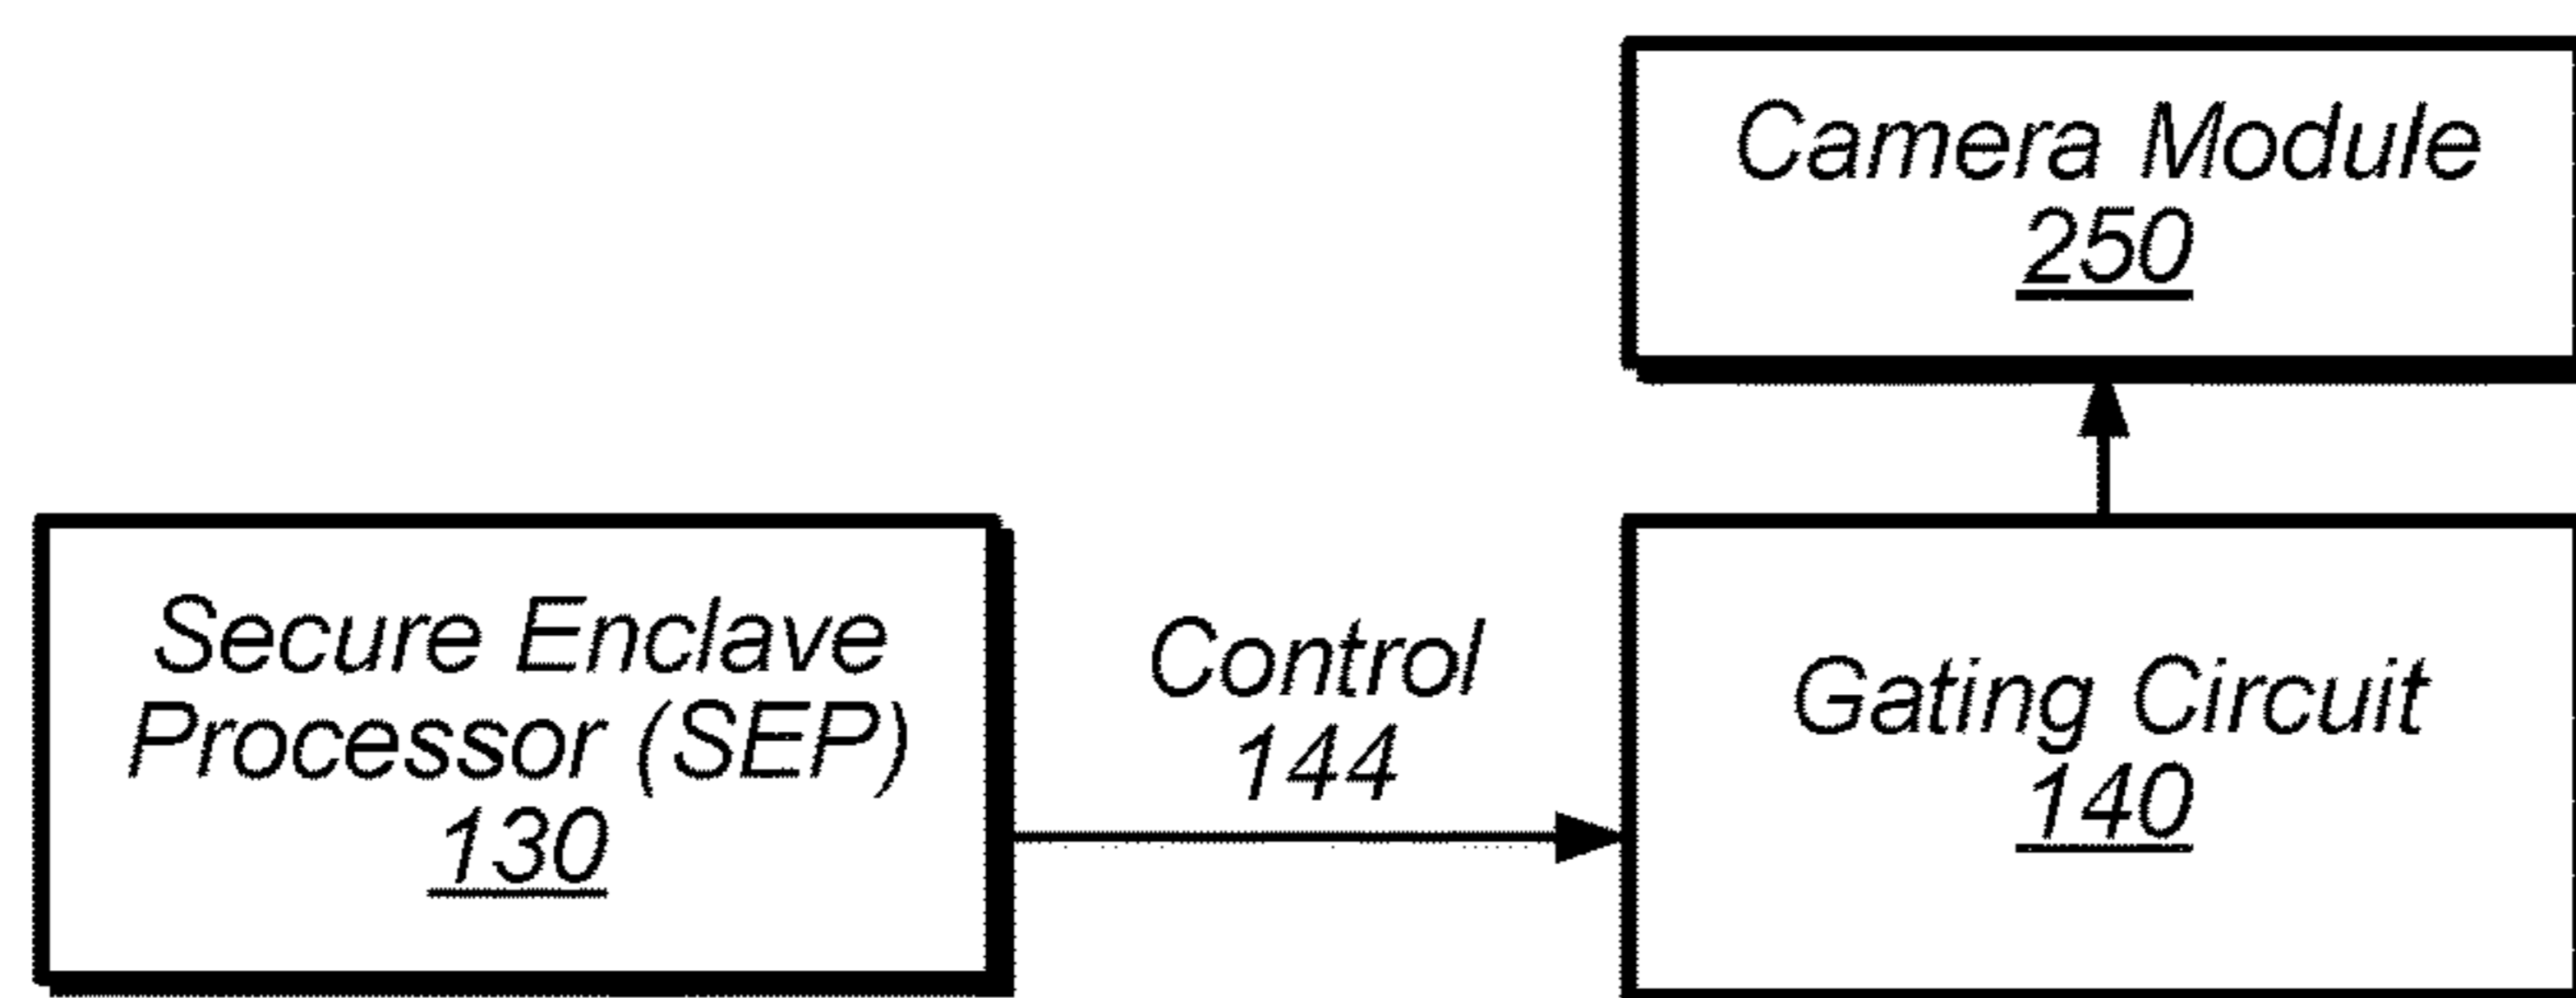 Camera Module
250
Secure Enclave
Processor (SEP)
130
Control
144
Gating Circuit
140